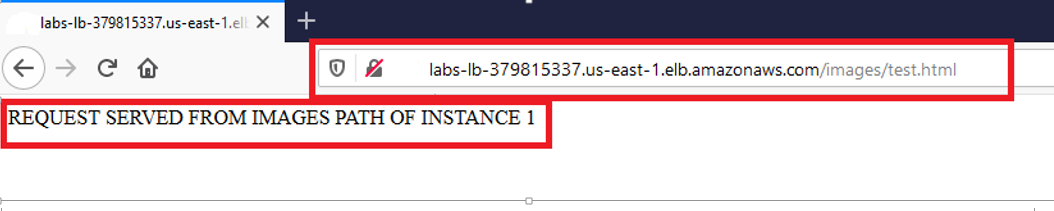 labs-lb-379815337.us-east-1.elb
labs-lb-379815337.us-east-1.elb.amazonaws.com/images/test.html
REQUEST SERVED FROM IMAGES PATH OF INSTANCE 1